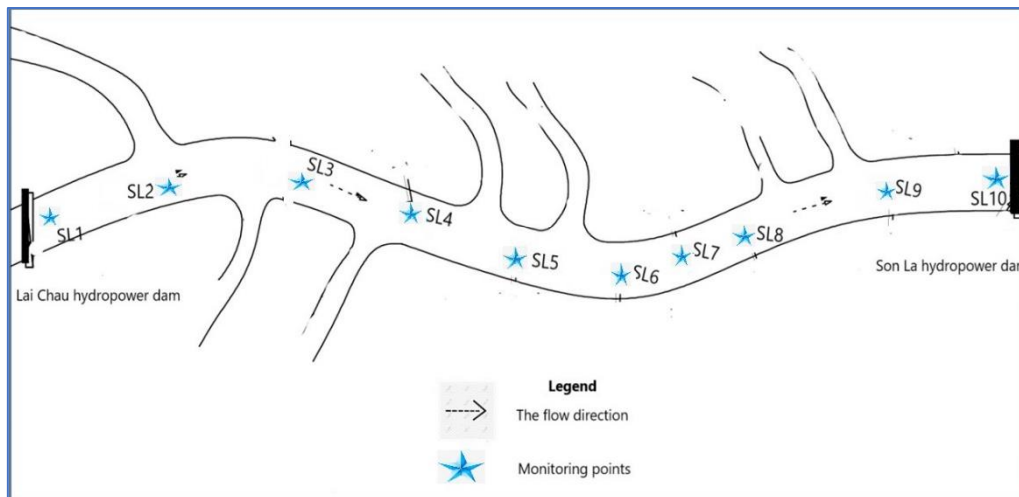 SL1
SL2
SL3
SL4
SL5
SL6
SL7
SL8
SL9
SL10
Lai Chau hydropower dam
Son La hydropower da
Legend
The flow direction
Monitoring points